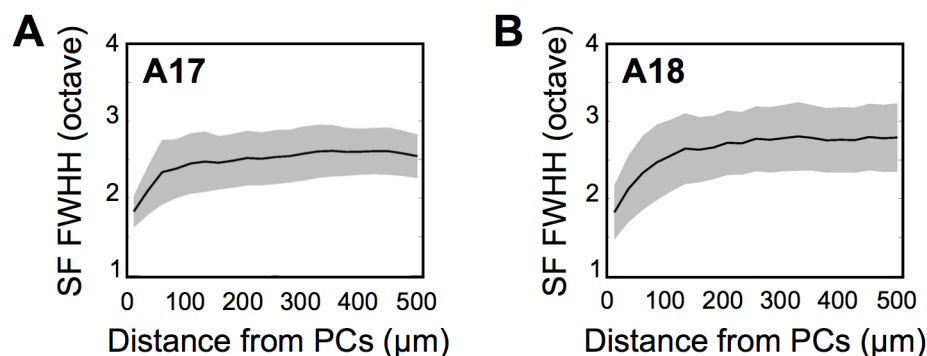 A
A17
SF FWHH (octave)
4
3
2
1
0 100 200 300 400 500
Distance from PCs (µm)
B
A18
SF FWHH (octave)
4
3
2
1
0 100 200 300 400 500
Distance from PCs (µm)